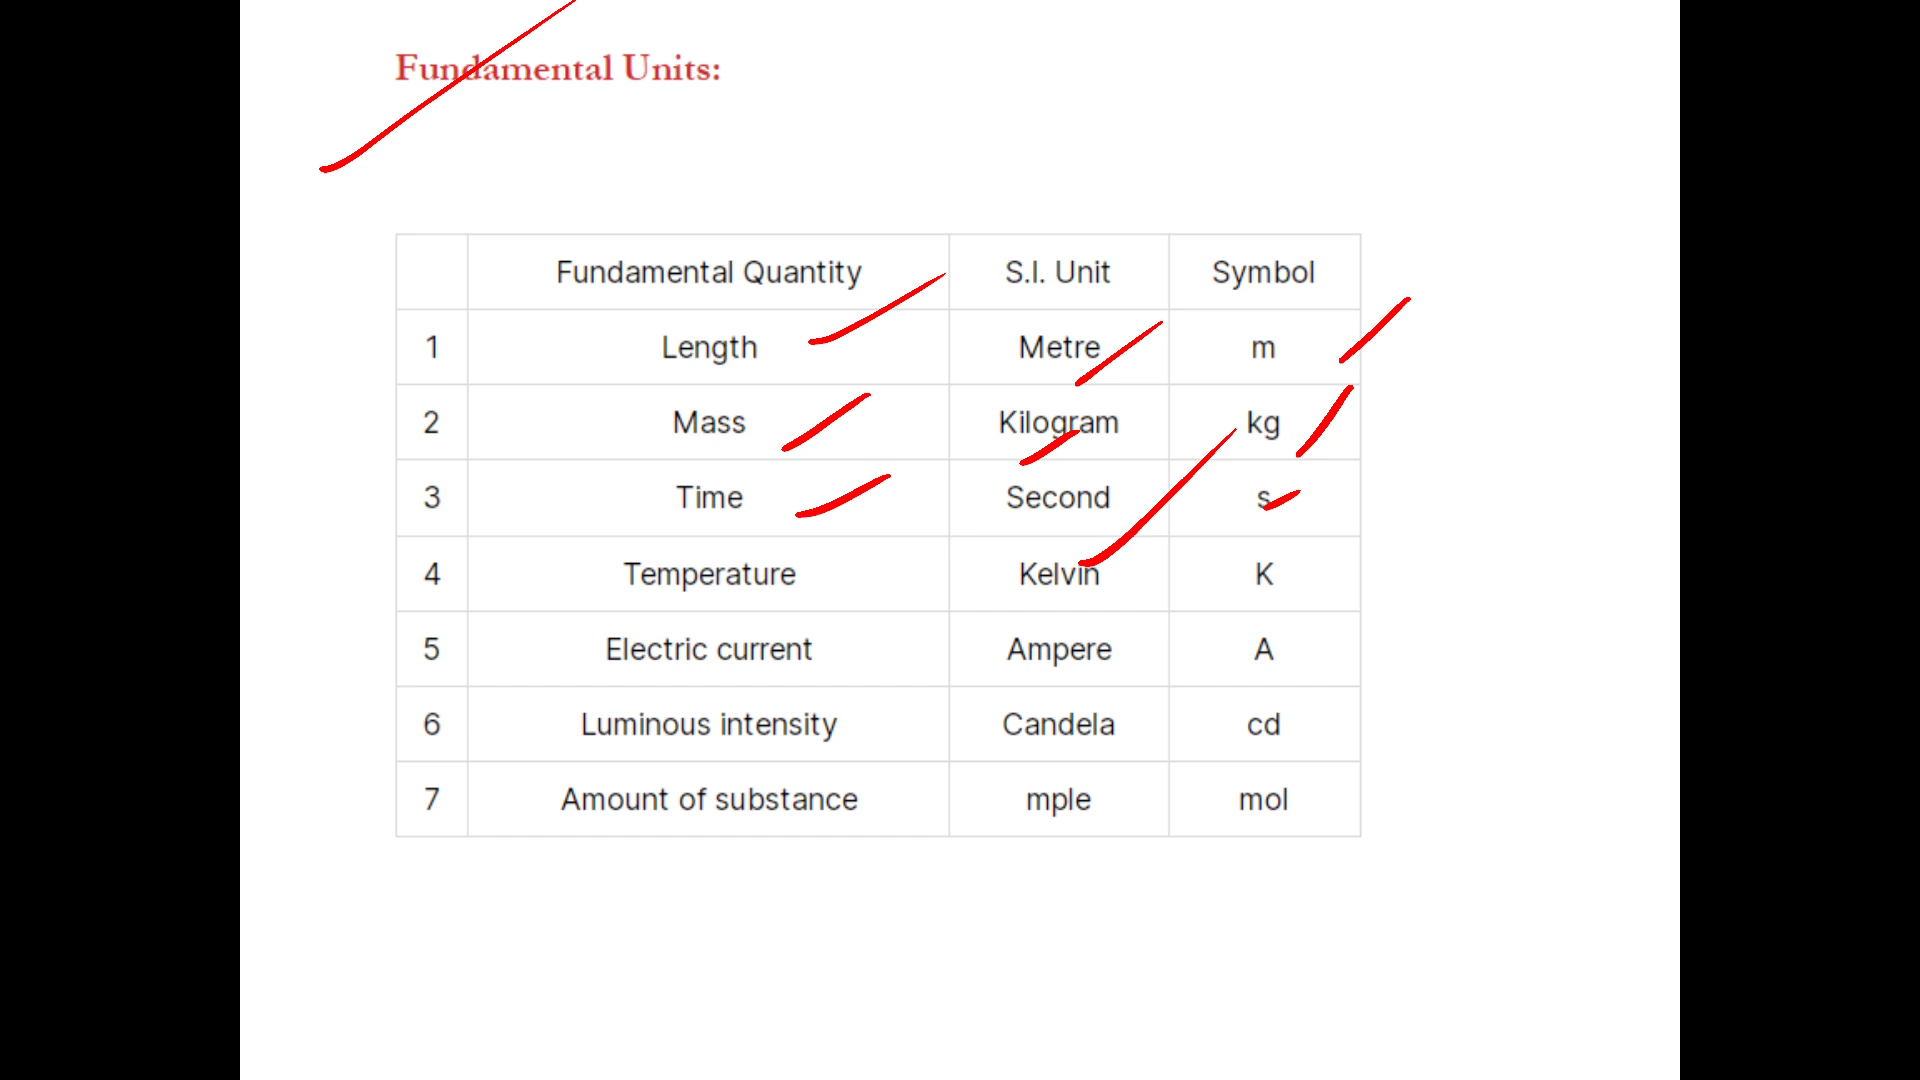 Fundamental Units:
Fundamental Quantity S.I. Unit Symbol
1 Length Metre m
2 Mass Kilogram kg
3 Time Second s
4 Temperature Kelvin K
5 Electric current Ampere A
6 Luminous intensity Candela cd
7 Amount of substance mple mol